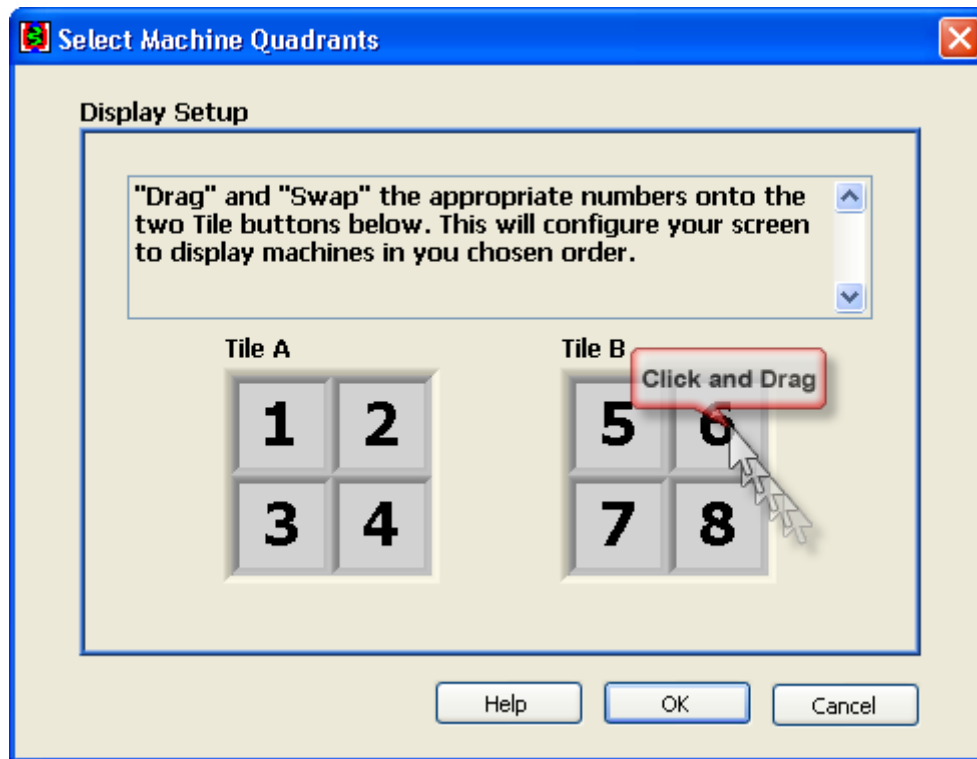 Select Machine Quadrants
Display Setup
"Drag" and "Swap" the appropriate numbers onto the
two Tile buttons below. This will configure your screen
to display machines in you chosen order.
Tile A
Tile B
Click and Drag
1 2
5 6
3 4
7 8
Help OK Cancel